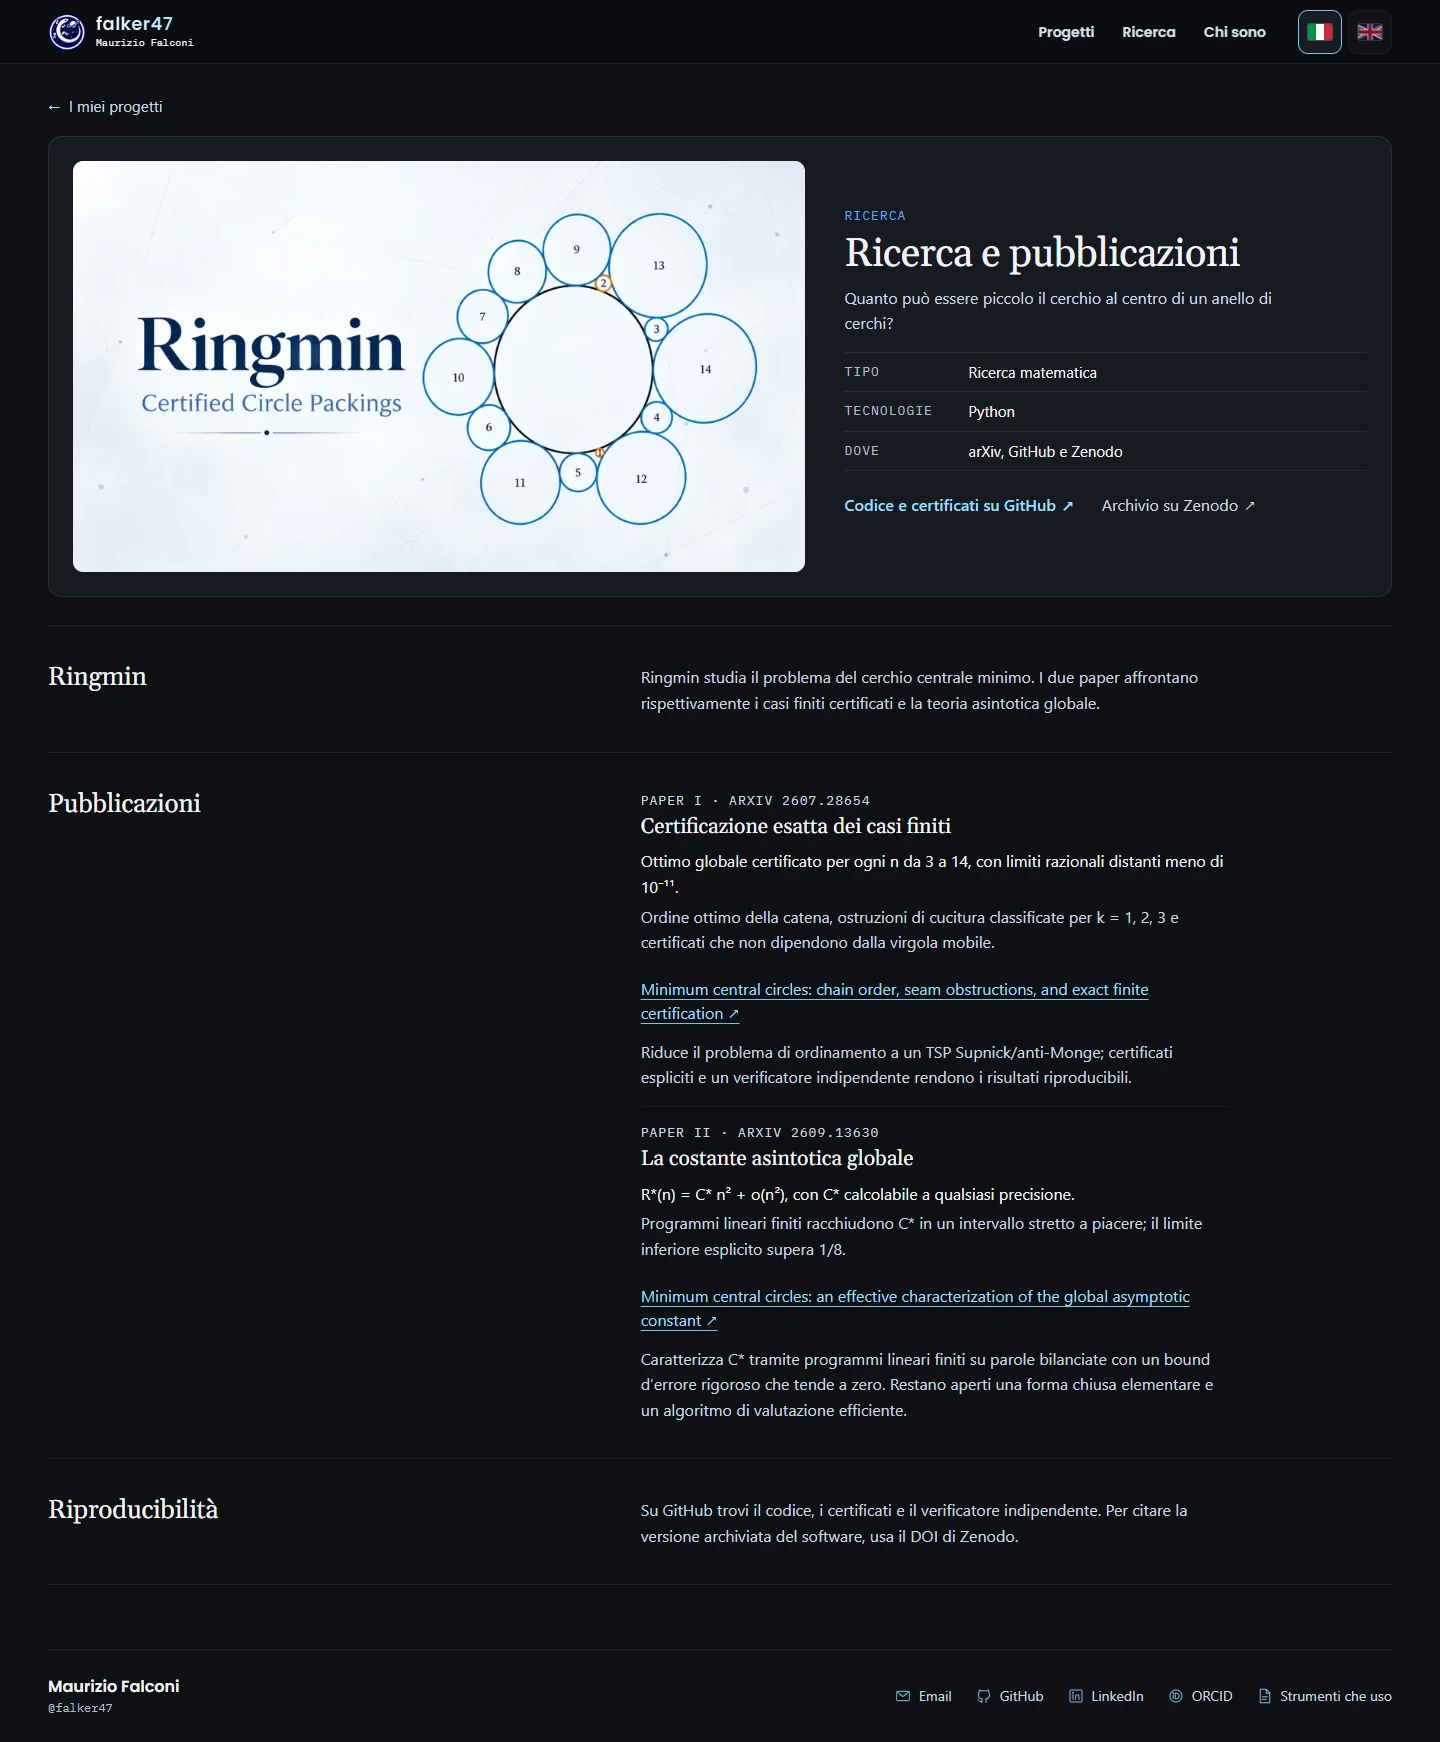 falker47
Maurizio Falconi
Progetti
Ricerca
Chi sono
← I miei progetti
Ringmin
Certified Circle Packings
9
13
8
2
7
3
14
10
4
6
5
11
12
RICERCA
Ricerca e pubblicazioni
Quanto può essere piccolo il cerchio al centro di un anello di
cerchi?
TIPO Ricerca matematica
TECNOLOGIE Python
DOVE arXiv, GitHub e Zenodo
Codice e certificati su GitHub ↗ Archivio su Zenodo ↗
Ringmin
Ringmin studia il problema del cerchio centrale minimo. I due paper affrontano
rispettivamente i casi finiti certificati e la teoria asintotica globale.
Pubblicazioni
PAPER I · ARXIV 2607.28654
Certificazione esatta dei casi finiti
Ottimo globale certificato per ogni n da 3 a 14, con limiti razionali distanti meno di
10⁻¹¹.
Ordine ottimo della catena, ostruzioni di cucitura classificate per k = 1, 2, 3 e
certificati che non dipendono dalla virgola mobile.
Minimum central circles: chain order, seam obstructions, and exact finite
certification ↗
Riduce il problema di ordinamento a un TSP Supnick/anti-Monge; certificati
espliciti e un verificatore indipendente rendono i risultati riproducibili.
PAPER II · ARXIV 2609.13630
La costante asintotica globale
R*(n) = C* n² + o(n²), con C* calcolabile a qualsiasi precisione.
Programmi lineari finiti racchiudono C* in un intervallo stretto a piacere; il limite
inferiore esplicito supera 1/8.
Minimum central circles: an effective characterization of the global asymptotic
constant ↗
Caratterizza C* tramite programmi lineari finiti su parole bilanciate con un bound
d’errore rigoroso che tende a zero. Restano aperti una forma chiusa elementare e
un algoritmo di valutazione efficiente.
Riproducibilità
Su GitHub trovi il codice, i certificati e il verificatore indipendente. Per citare la
versione archiviata del software, usa il DOI di Zenodo.
Maurizio Falconi
@falker47
Email
GitHub
LinkedIn
ORCID
Strumenti che uso